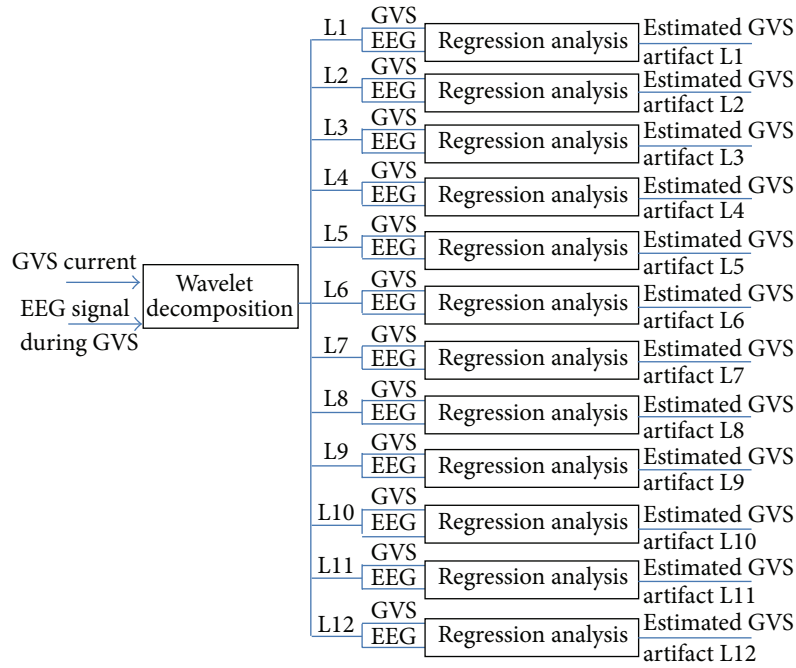 GVS current
EEG signal
during GVS
Wavelet
decomposition
L1
GVS
EEG
Regression analysis
Estimated GVS
artifact L1
L2
GVS
EEG
Regression analysis
Estimated GVS
artifact L2
L3
GVS
EEG
Regression analysis
Estimated GVS
artifact L3
L4
GVS
EEG
Regression analysis
Estimated GVS
artifact L4
L5
GVS
EEG
Regression analysis
Estimated GVS
artifact L5
L6
GVS
EEG
Regression analysis
Estimated GVS
artifact L6
L7
GVS
EEG
Regression analysis
Estimated GVS
artifact L7
L8
GVS
EEG
Regression analysis
Estimated GVS
artifact L8
L9
GVS
EEG
Regression analysis
Estimated GVS
artifact L9
L10
GVS
EEG
Regression analysis
Estimated GVS
artifact L10
L11
GVS
EEG
Regression analysis
Estimated GVS
artifact L11
L12
GVS
EEG
Regression analysis
Estimated GVS
artifact L12